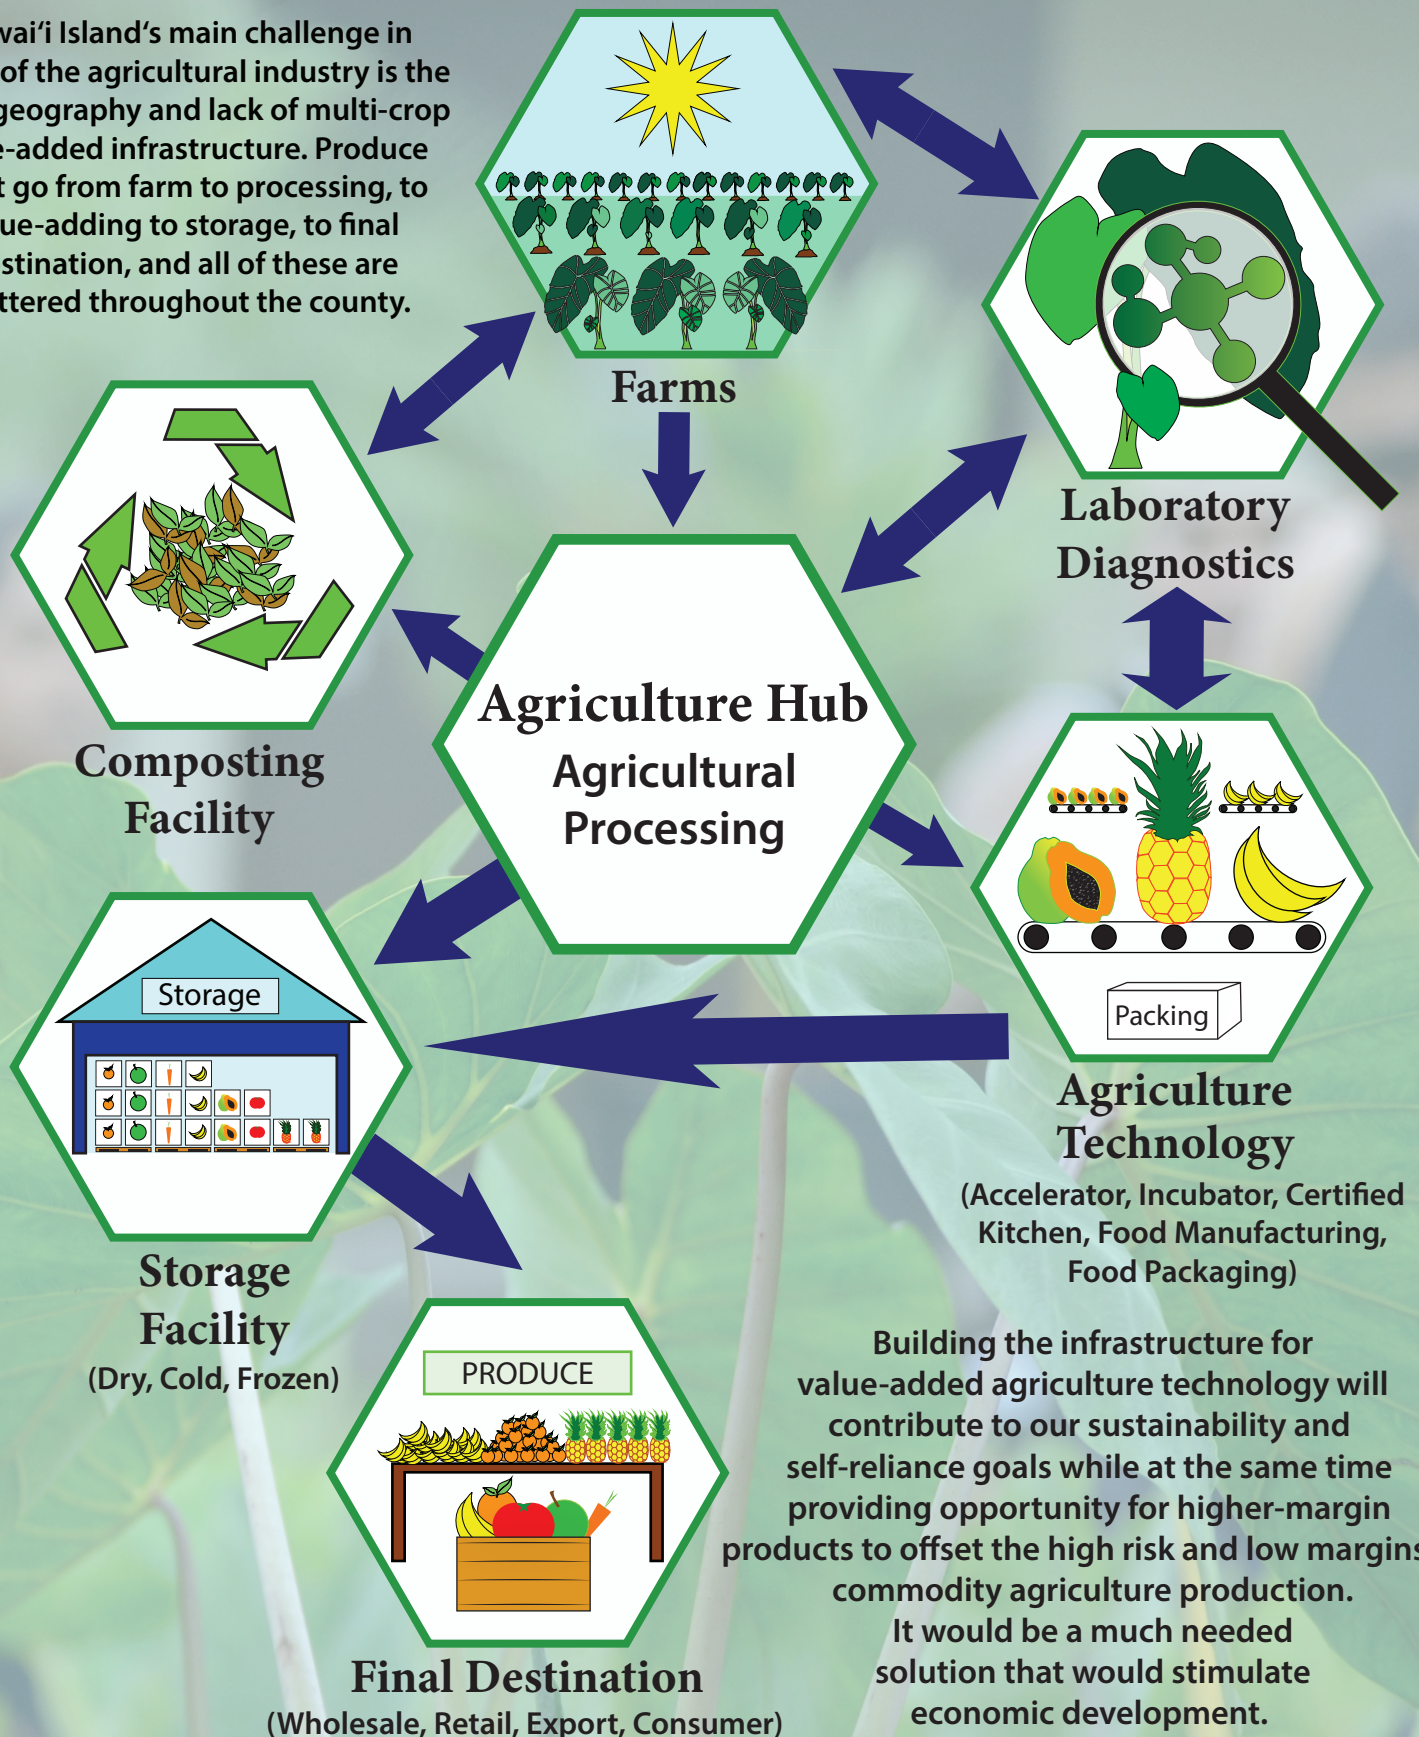 wai‘i Island‘s main challenge in
of the agricultural industry is the
geography and lack of multi-crop
e-added infrastructure. Produce
t go from farm to processing, to
ue-adding to storage, to final
stination, and all of these are
ttered throughout the county.
Farms
Laboratory
Diagnostics
Composting
Facility
Agriculture Hub
Agricultural
Processing
Storage
Packing
Agriculture
Technology
(Accelerator, Incubator, Certified
Kitchen, Food Manufacturing,
Food Packaging)
Storage
Facility
(Dry, Cold, Frozen)
PRODUCE
Final Destination
(Wholesale, Retail, Export, Consumer)
Building the infrastructure for
value-added agriculture technology will
contribute to our sustainability and
self-reliance goals while at the same time
providing opportunity for higher-margin
products to offset the high risk and low margins
commodity agriculture production.
It would be a much needed
solution that would stimulate
economic development.